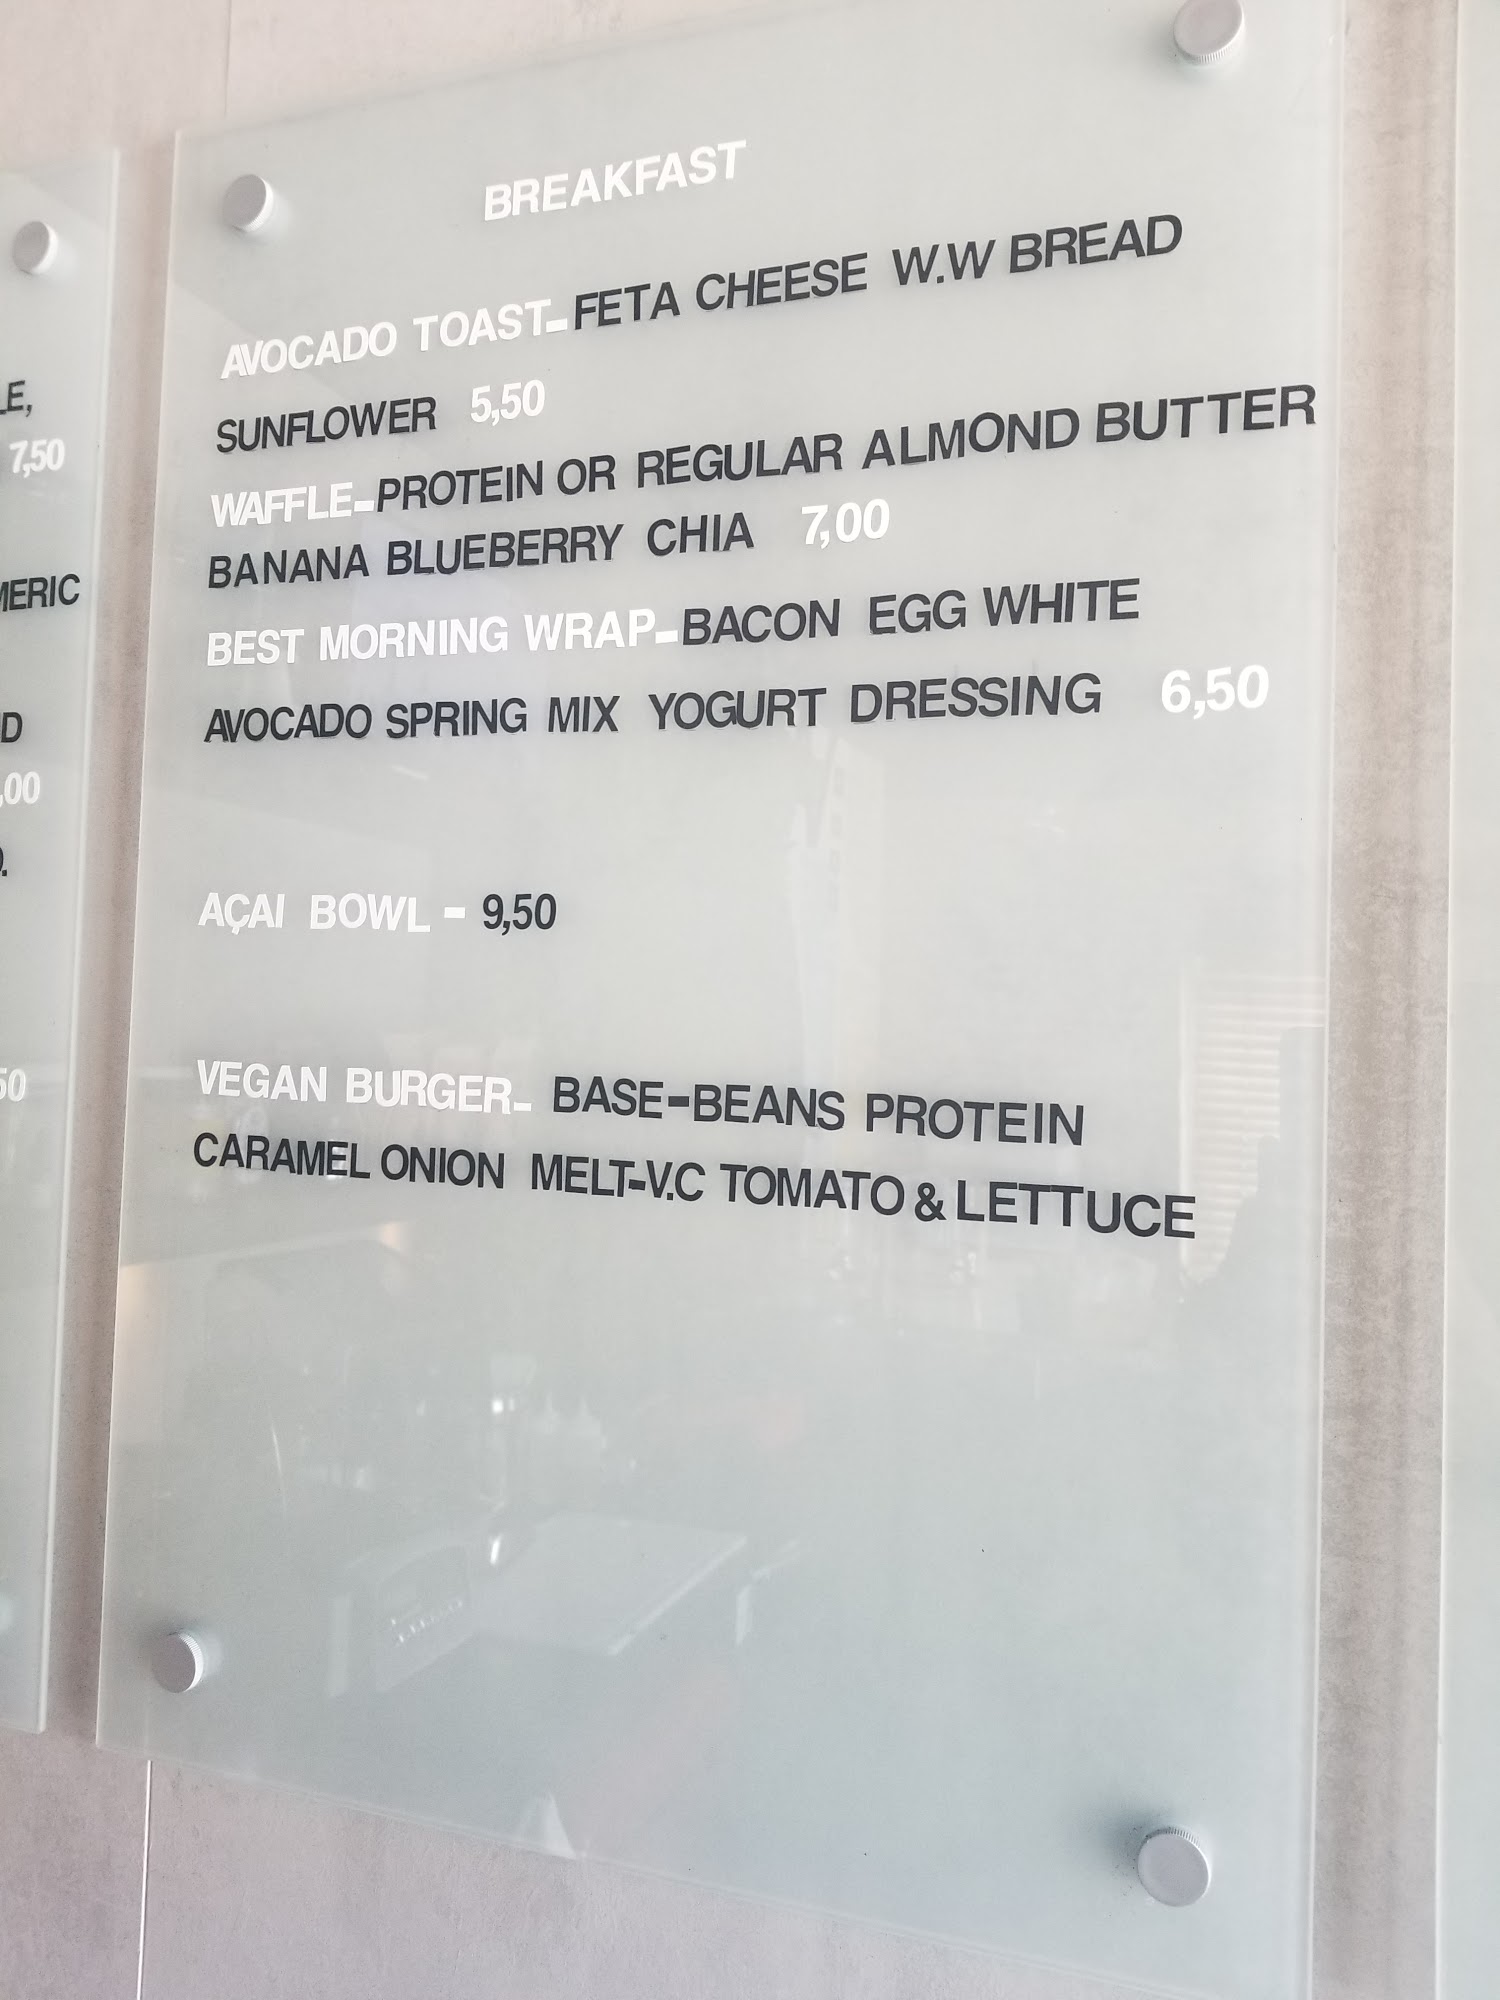 BREAKFAST
AVOCADO TOAST-FETA CHEESE W.W BREAD
SUNFLOWER 5,50
WAFFLE-PROTEIN OR REGULAR ALMOND BUTTER
BANANA BLUEBERRY CHIA 7,00
BEST MORNING WRAP-BACON EGG WHITE
AVOCADO SPRING MIX YOGURT DRESSING 6,50
AÇAI BOWL - 9,50
VEGAN BURGER- BASE-BEANS PROTEIN
CARAMEL ONION MELT-V.C TOMATO & LETTUCE
7,50